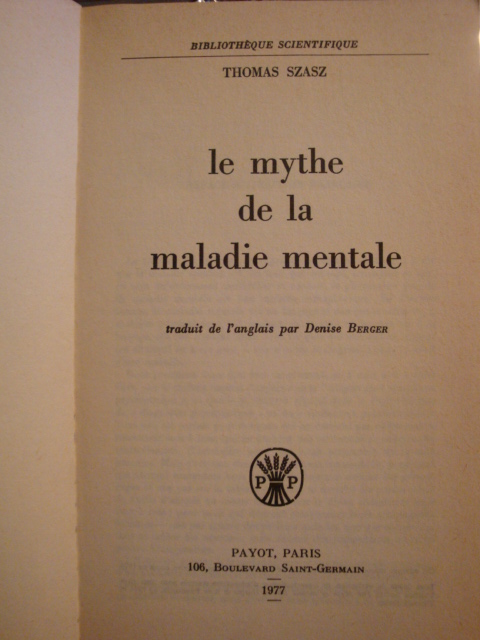 BIBLIOTHÈQUE SCIENTIFIQUE
THOMAS SZASZ
le mythe
de la
maladie mentale
traduit de l'anglais par Denise BERGER
P P
PAYOT, PARIS
106, BOULEVARD SAINT-GERMAIN
1977